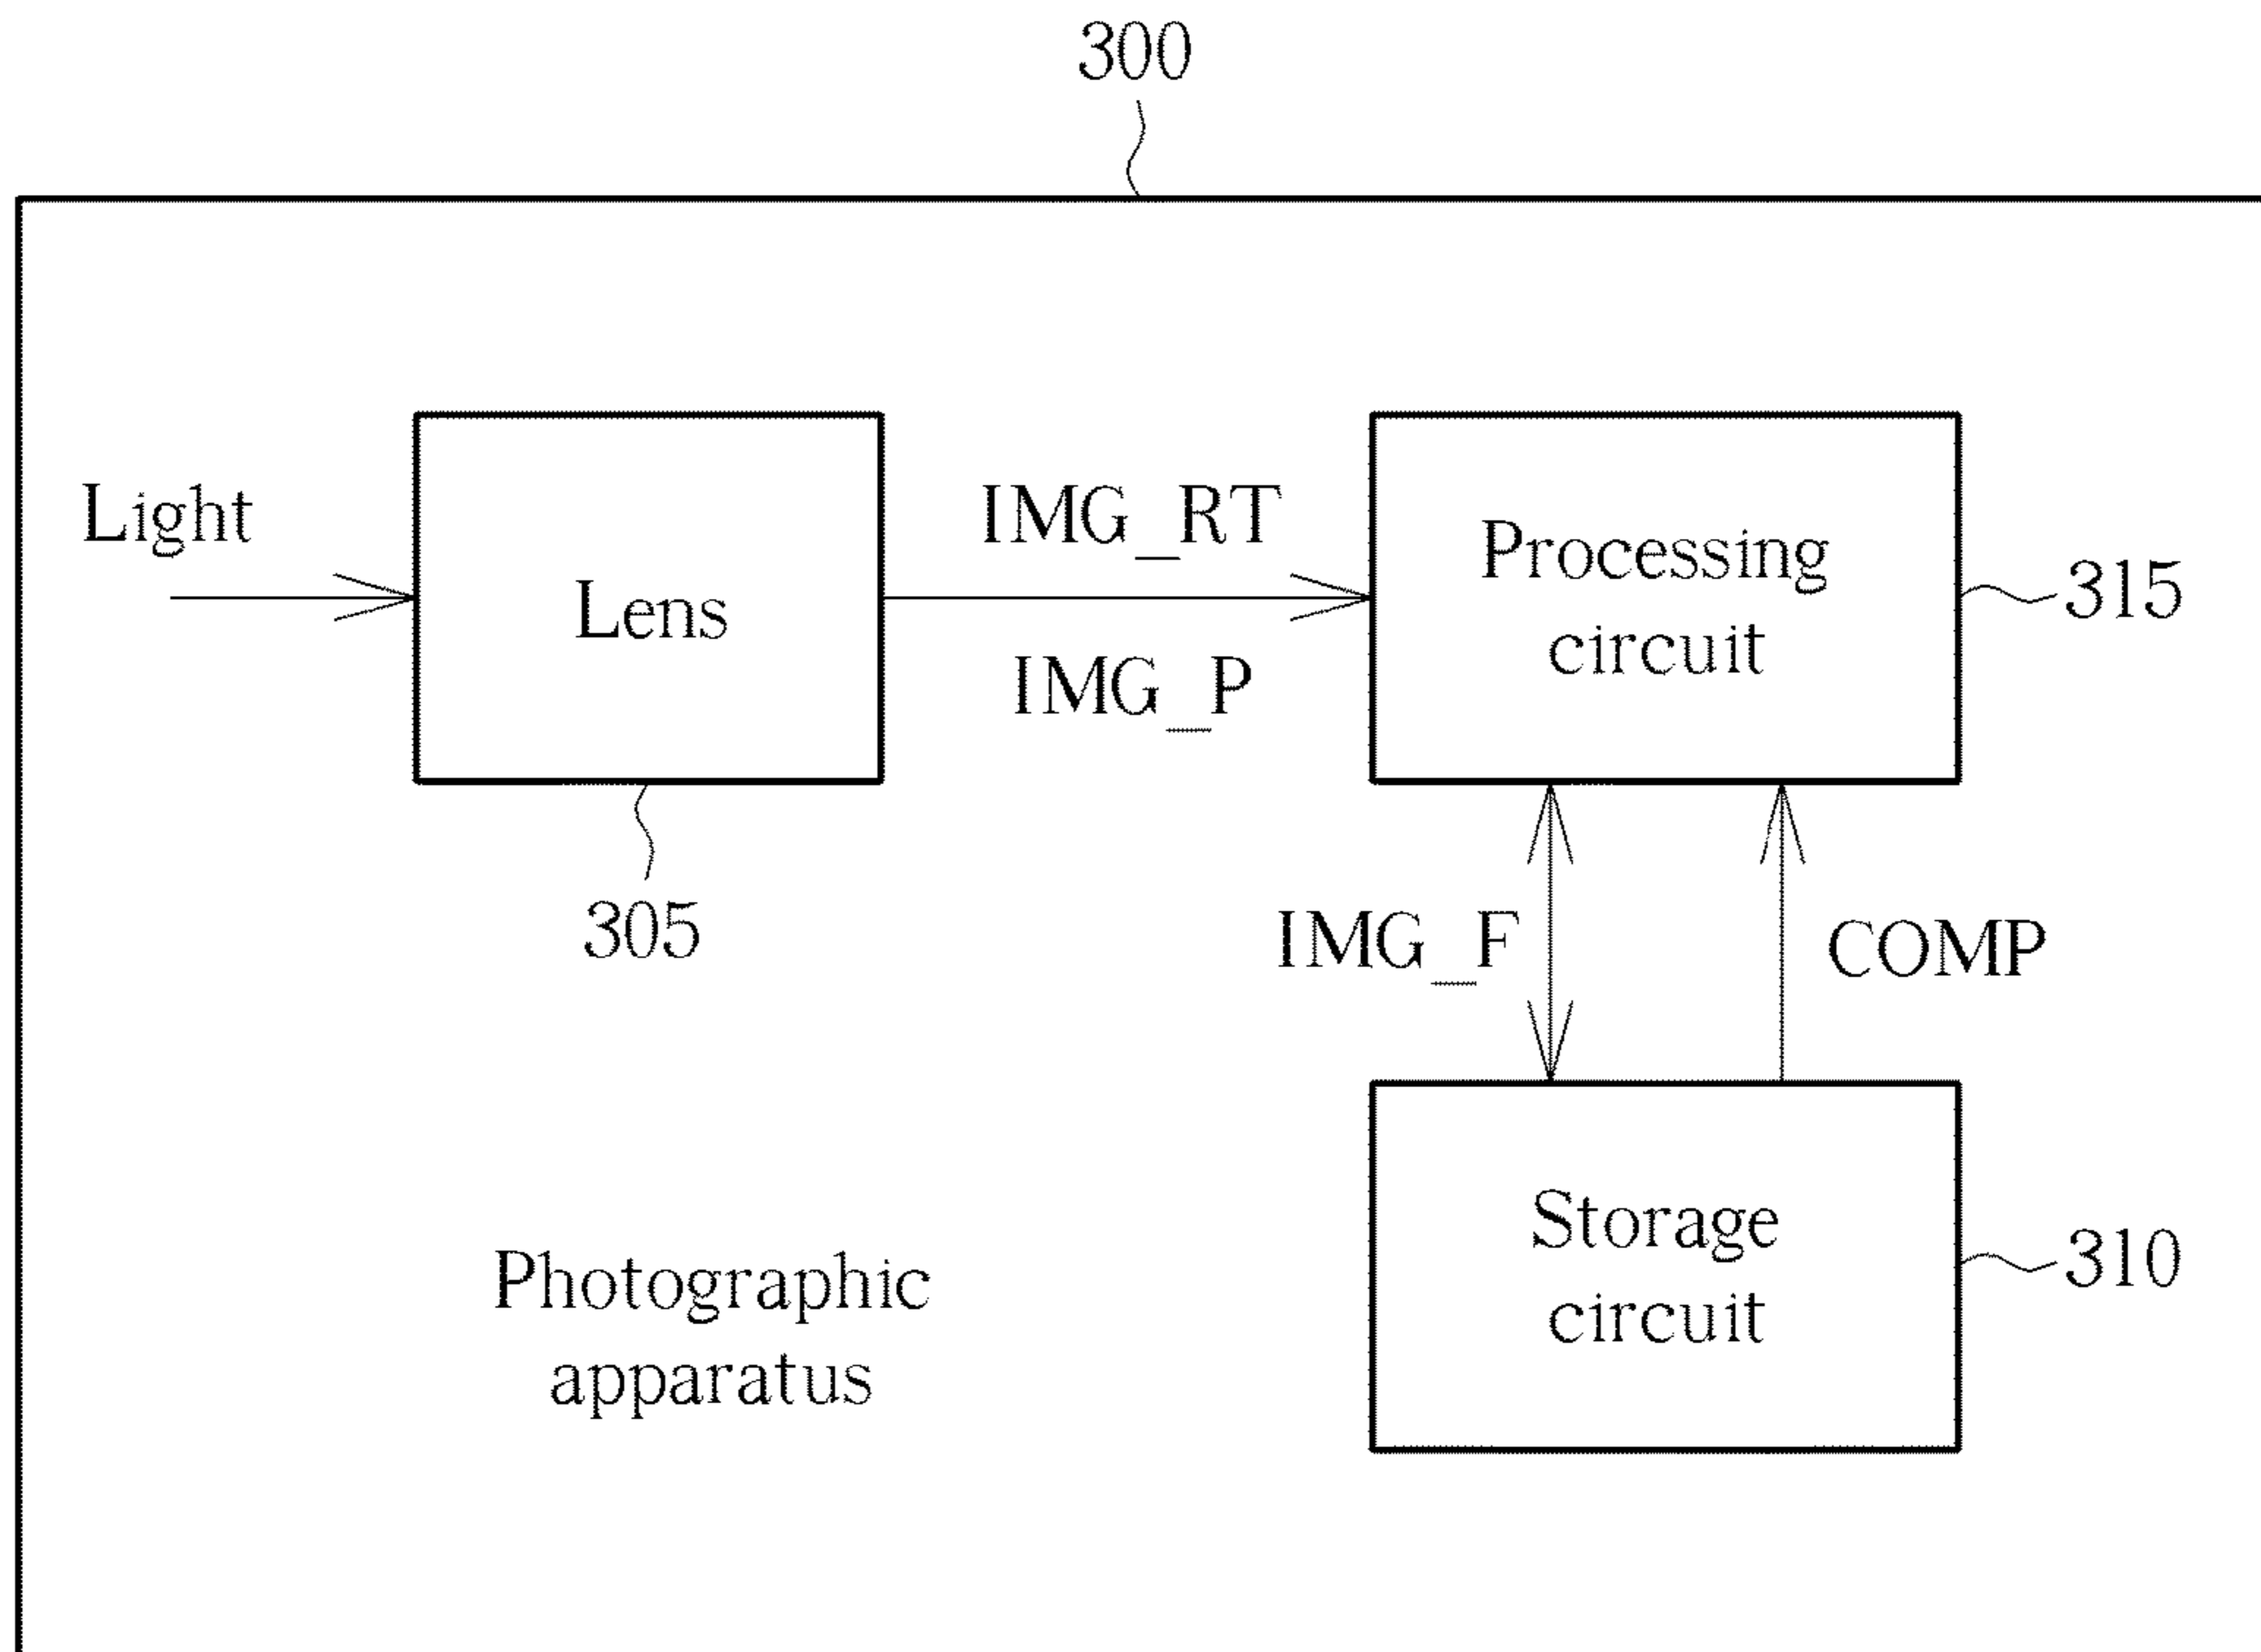 300
Light
Lens
IMG_RT
IMG_P
Processing
circuit
315
305
IMG_F
COMP
Storage
circuit
310
Photographic
apparatus